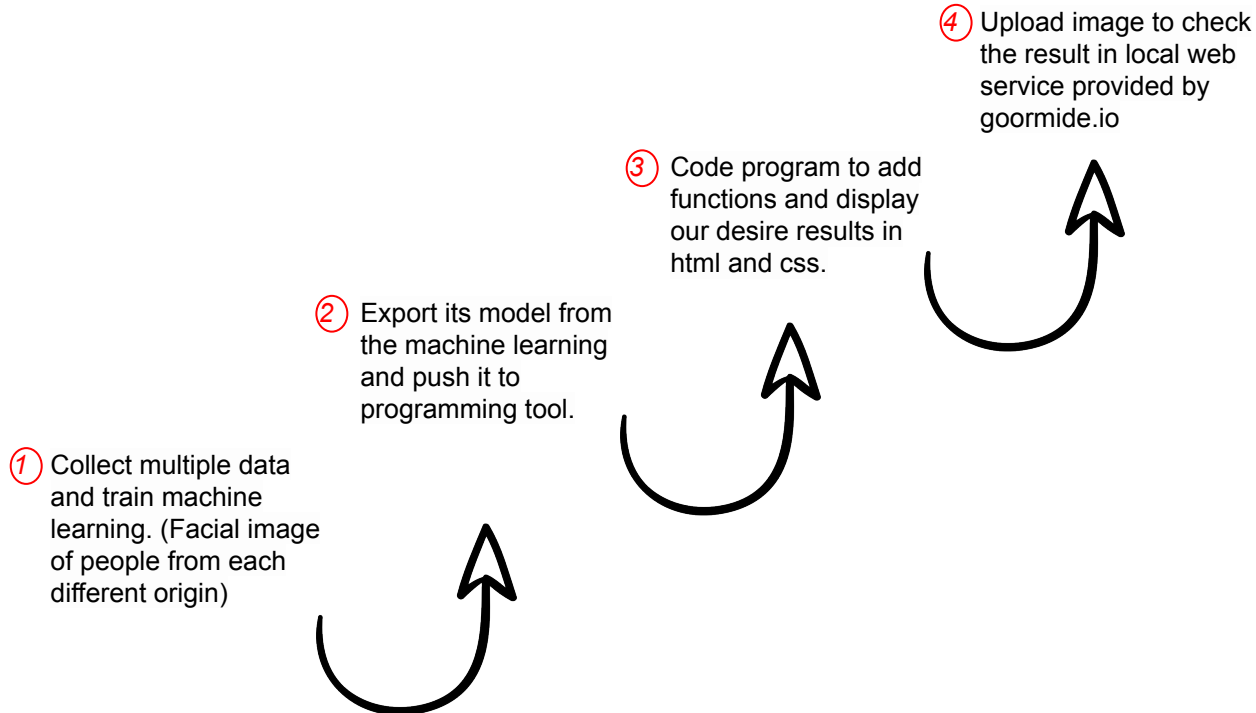 4 Upload image to check
the result in local web
service provided by
goormide.io
3 Code program to add
functions and display
our desire results in
html and css.
2 Export its model from
the machine learning
and push it to
programming tool.
1 Collect multiple data
and train machine
learning. (Facial image
of people from each
different origin)